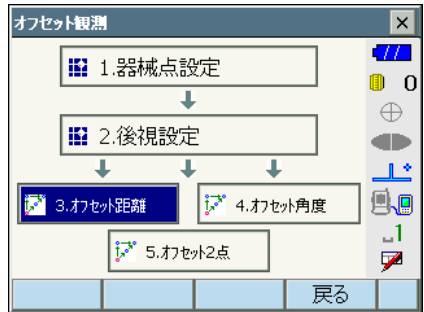 オフセット観測
1.器械点設定
0
2.後視設定
3.オフセット距離
4.オフセット角度
5.オフセット2点
1
戻る